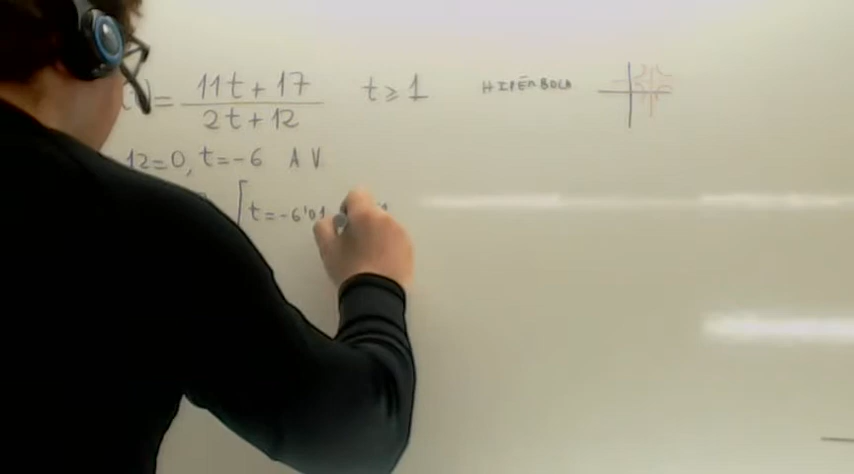 t) = (11t + 17)/(2t + 12) t ≥ 1 HIPÉRBOLA
12 = 0, t = -6 A V
t = -6'01